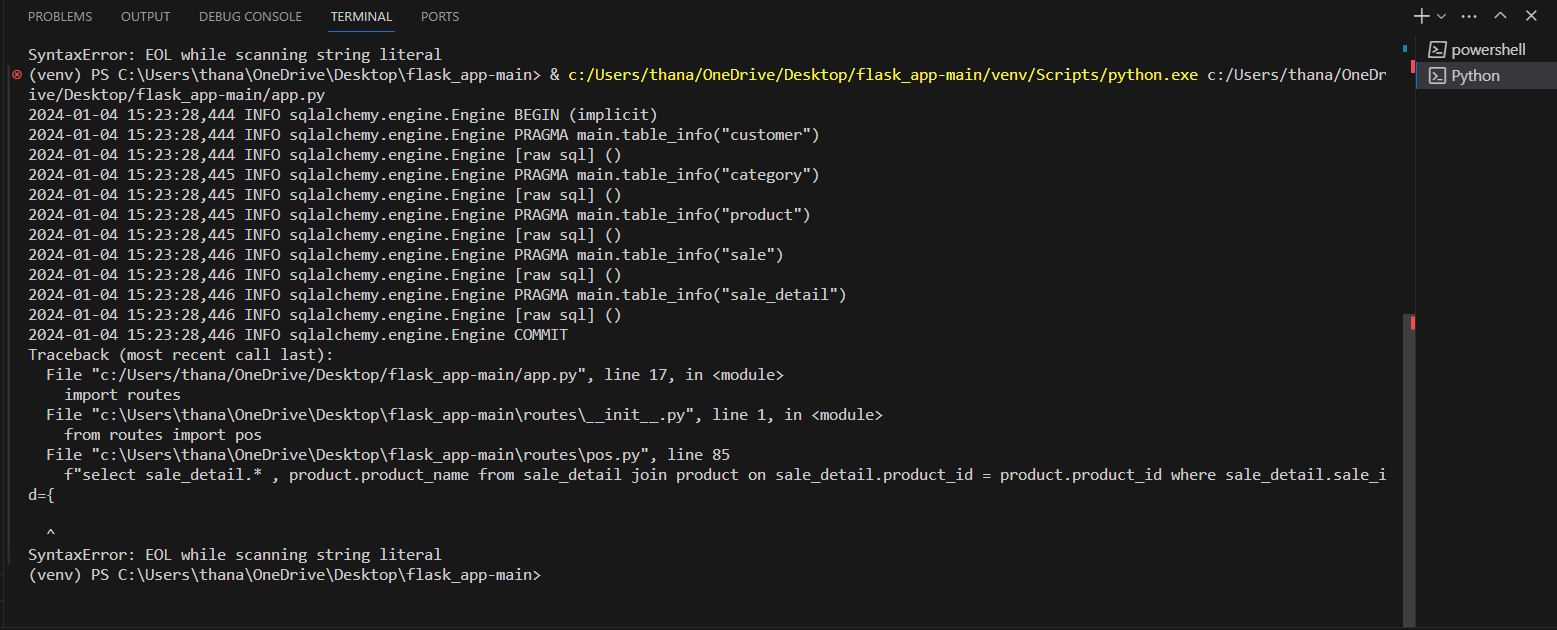 PROBLEMS OUTPUT DEBUG CONSOLE TERMINAL PORTS
SyntaxError: EOL while scanning string literal
(venv) PS C:\Users\thana\OneDrive\Desktop\flask_app-main> & c:/Users/thana/OneDrive/Desktop/flask_app-main/venv/Scripts/python.exe c:/Users/thana/OneDr
ive/Desktop/flask_app-main/app.py
2024-01-04 15:23:28,444 INFO sqlalchemy.engine.Engine BEGIN (implicit)
2024-01-04 15:23:28,444 INFO sqlalchemy.engine.Engine PRAGMA main.table_info("customer")
2024-01-04 15:23:28,444 INFO sqlalchemy.engine.Engine [raw sql] ()
2024-01-04 15:23:28,445 INFO sqlalchemy.engine.Engine PRAGMA main.table_info("category")
2024-01-04 15:23:28,445 INFO sqlalchemy.engine.Engine [raw sql] ()
2024-01-04 15:23:28,445 INFO sqlalchemy.engine.Engine PRAGMA main.table_info("product")
2024-01-04 15:23:28,445 INFO sqlalchemy.engine.Engine [raw sql] ()
2024-01-04 15:23:28,446 INFO sqlalchemy.engine.Engine PRAGMA main.table_info("sale")
2024-01-04 15:23:28,446 INFO sqlalchemy.engine.Engine [raw sql] ()
2024-01-04 15:23:28,446 INFO sqlalchemy.engine.Engine PRAGMA main.table_info("sale_detail")
2024-01-04 15:23:28,446 INFO sqlalchemy.engine.Engine [raw sql] ()
2024-01-04 15:23:28,446 INFO sqlalchemy.engine.Engine COMMIT
Traceback (most recent call last):
  File "c:/Users/thana/OneDrive/Desktop/flask_app-main/app.py", line 17, in <module>
    import routes
  File "c:\Users\thana\OneDrive\Desktop\flask_app-main\routes\__init__.py", line 1, in <module>
    from routes import pos
  File "c:\Users\thana\OneDrive\Desktop\flask_app-main\routes\pos.py", line 85
    f"select sale_detail.* , product.product_name from sale_detail join product on sale_detail.product_id = product.product_id where sale_detail.sale_i
d={
  ^
SyntaxError: EOL while scanning string literal
(venv) PS C:\Users\thana\OneDrive\Desktop\flask_app-main>
powershell
Python